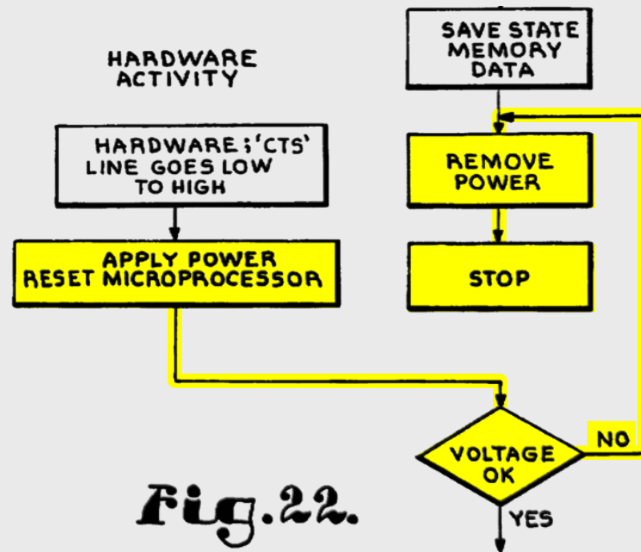 HARDWARE
ACTIVITY
SAVE STATE
MEMORY
DATA
HARDWARE; 'CTS'
LINE GOES LOW
TO HIGH
REMOVE
POWER
APPLY POWER
RESET MICROPROCESSOR
STOP
VOLTAGE
OK
NO
YES
Fig. 22.